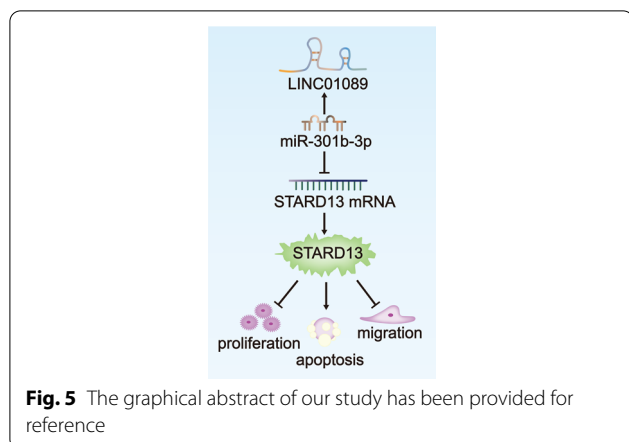 LINC01089
miR-301b-3p
STARD13 mRNA
STARD13
proliferation
apoptosis
migration
Fig. 5 The graphical abstract of our study has been provided for
reference